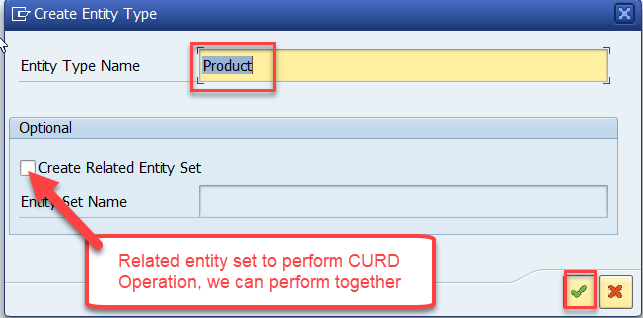 Create Entity Type
Entity Type Name
Product
Optional
Create Related Entity Set
Entity Set Name
Related entity set to perform CURD
Operation, we can perform together